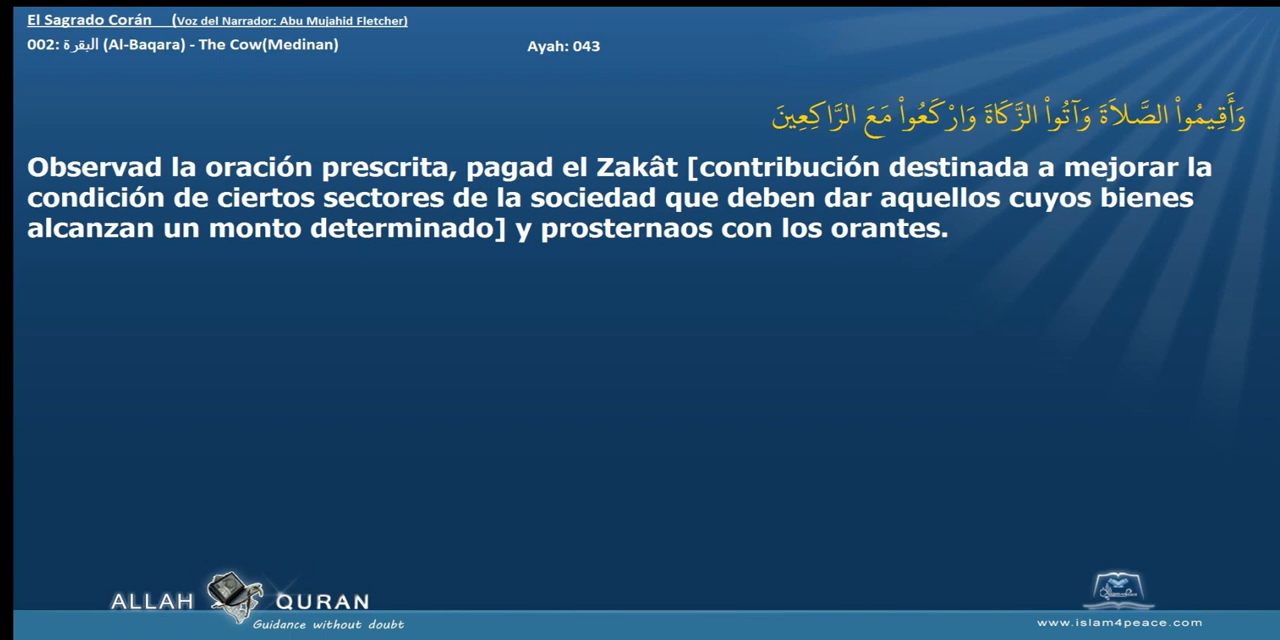 El Sagrado Corán (Voz del Narrador: Abu Mujahid Fletcher)
002: البقرة (Al-Baqara) - The Cow(Medinan) Ayah: 043
وَأَقِيمُواْ الصَّلاَةَ وَآتُواْ الزَّكَاةَ وَارْكَعُواْ مَعَ الرَّاكِعِينَ
Observad la oración prescrita, pagad el Zakât [contribución destinada a mejorar la
condición de ciertos sectores de la sociedad que deben dar aquellos cuyos bienes
alcanzan un monto determinado] y prosternaos con los orantes.
ALLAH QURAN
Guidance without doubt
www.islam4peace.com